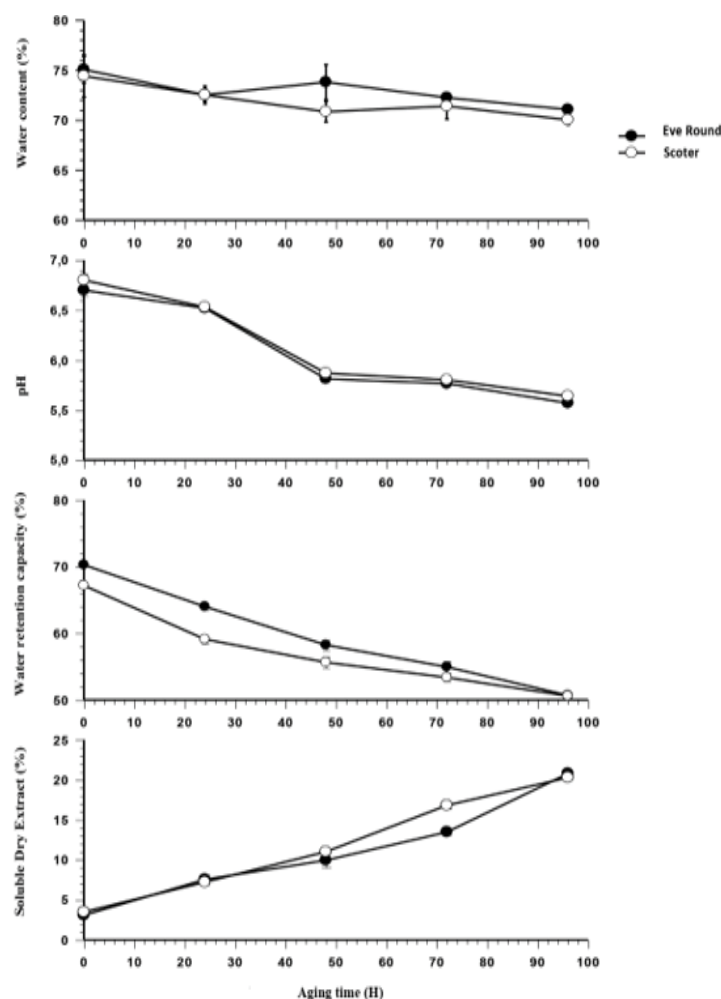 Water content (%)
80
75
70
65
60
0 10 20 30 40 50 60 70 80 90 100
Eve Round
Scoter
pH
7,0
6,5
6,0
5,5
5,0
0 10 20 30 40 50 60 70 80 90 100
Water retention capacity (%)
80
70
60
50
0 10 20 30 40 50 60 70 80 90 100
Soluble Dry Extract (%)
25
20
15
10
5
0
0 10 20 30 40 50 60 70 80 90 100
Aging time (H)